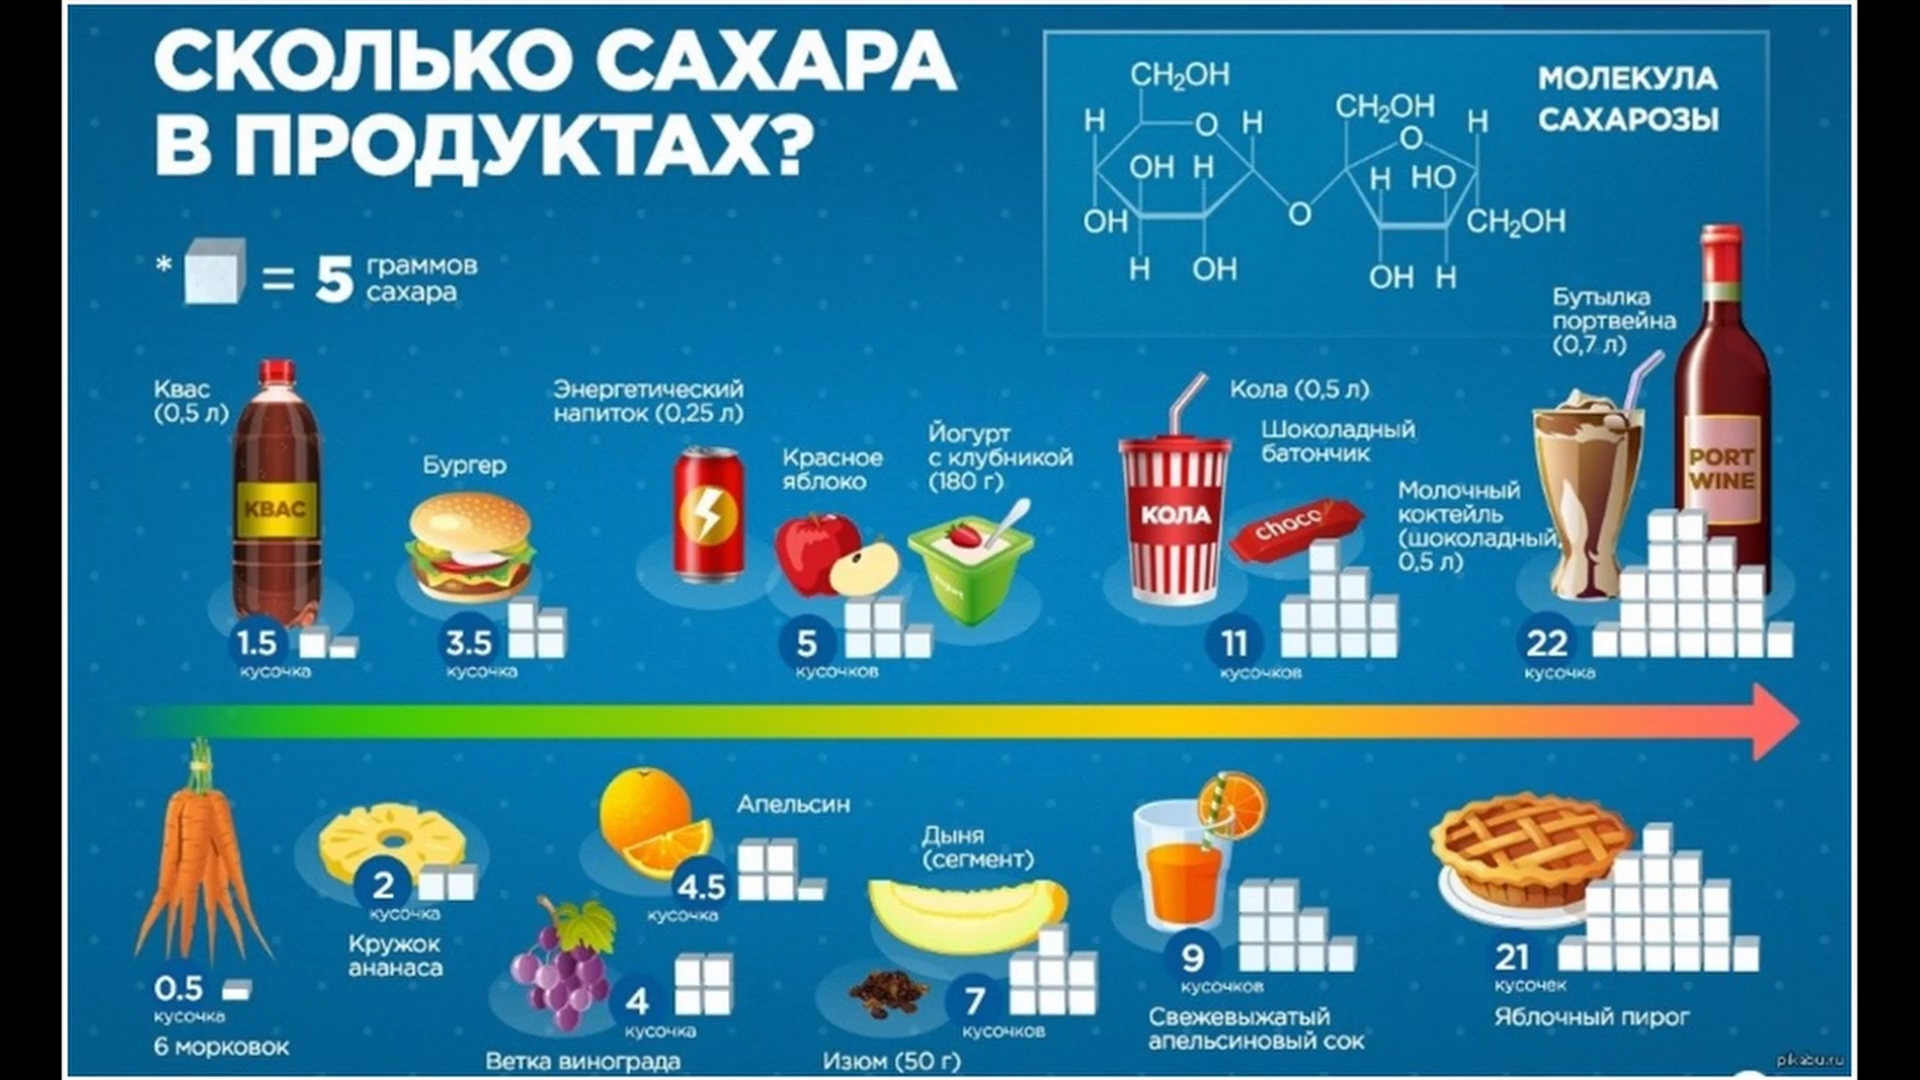 СКОЛЬКО САХАРА
В ПРОДУКТАХ?
* = 5 граммов
сахара
МОЛЕКУЛА
САХАРОЗЫ
CH₂OH
H
O
H
OH H
OH
H
OH
O
CH₂OH
O
H
H HO
CH₂OH
OH H
Квас
(0,5 л)
КВАС
1.5
кусочка
Бургер
3.5
кусочка
Энергетический
напиток (0,25 л)
Красное
яблоко
Йогурт
с клубникой
(180 г)
5
кусочков
Кола (0,5 л)
КОЛА
Шоколадный
батончик
choco
11
кусочков
Молочный
коктейль
(шоколадный,
0,5 л)
Бутылка
портвейна
(0,7 л)
PORT
WINE
22
кусочка
0.5
кусочка
6 морковок
2
кусочка
Кружок
ананаса
4
кусочка
Ветка винограда
Апельсин
4.5
кусочка
Дыня
(сегмент)
7
кусочков
Изюм (50 г)
9
кусочков
Свежевыжатый
апельсиновый сок
21
кусочек
Яблочный пирог
pikabu.ru